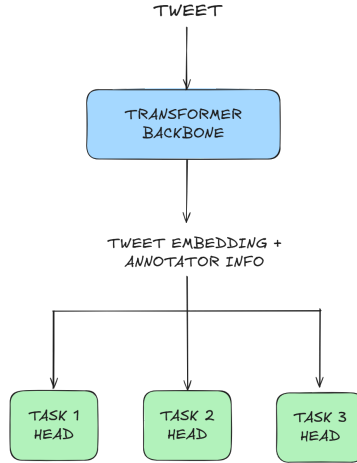 TWEET
TRANSFORMER
BACKBONE
TWEET EMBEDDING +
ANNOTATOR INFO
TASK 1
HEAD
TASK 2
HEAD
TASK 3
HEAD